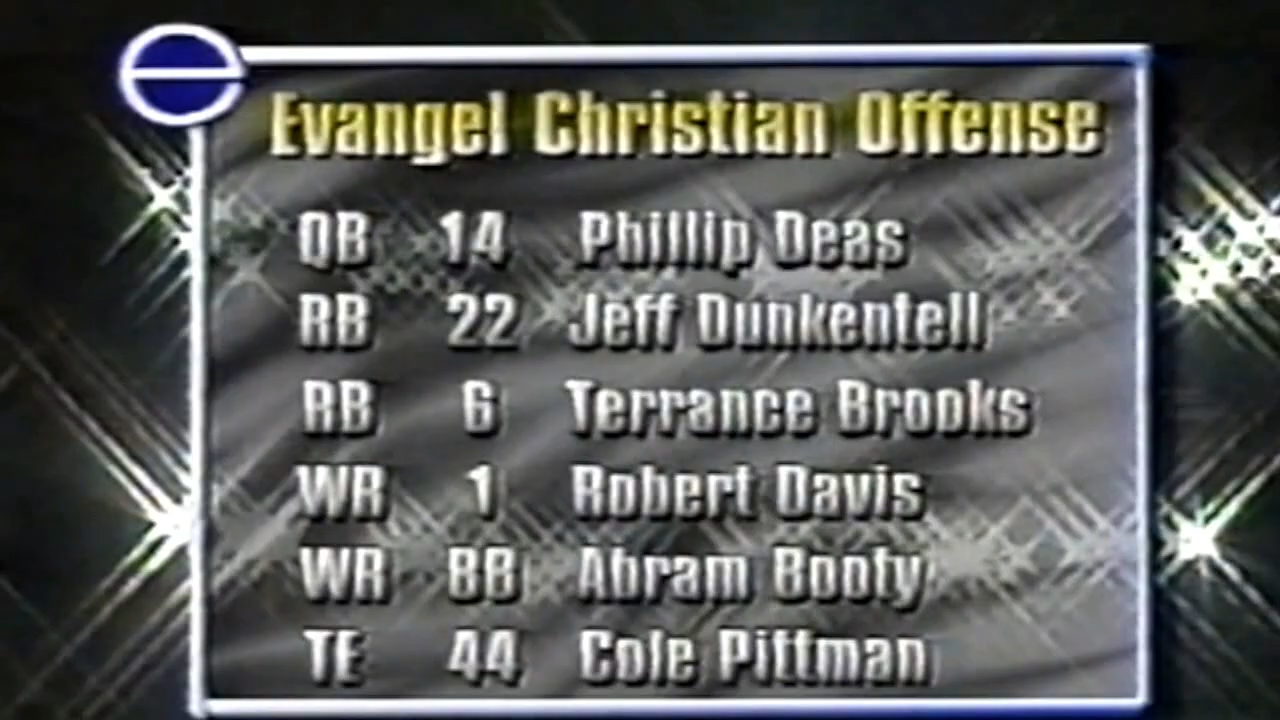 Evangel Christian Offense
QB 14 Phillip Deas
RB 22 Jeff Dunkentell
RB 6 Terrance Brooks
WR 1 Robert Davis
WR 88 Abram Booty
TE 44 Cole Pittman